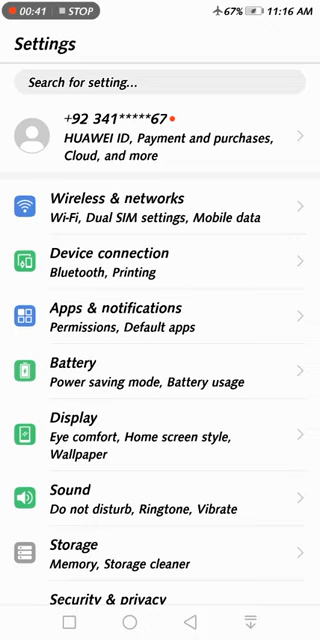 00:41 STOP 67% 11:16 AM
Settings
Search for setting...
+92 341*****67
HUAWEI ID, Payment and purchases,
Cloud, and more
Wireless & networks
Wi-Fi, Dual SIM settings, Mobile data
Device connection
Bluetooth, Printing
Apps & notifications
Permissions, Default apps
Battery
Power saving mode, Battery usage
Display
Eye comfort, Home screen style,
Wallpaper
Sound
Do not disturb, Ringtone, Vibrate
Storage
Memory, Storage cleaner
Security & privacy